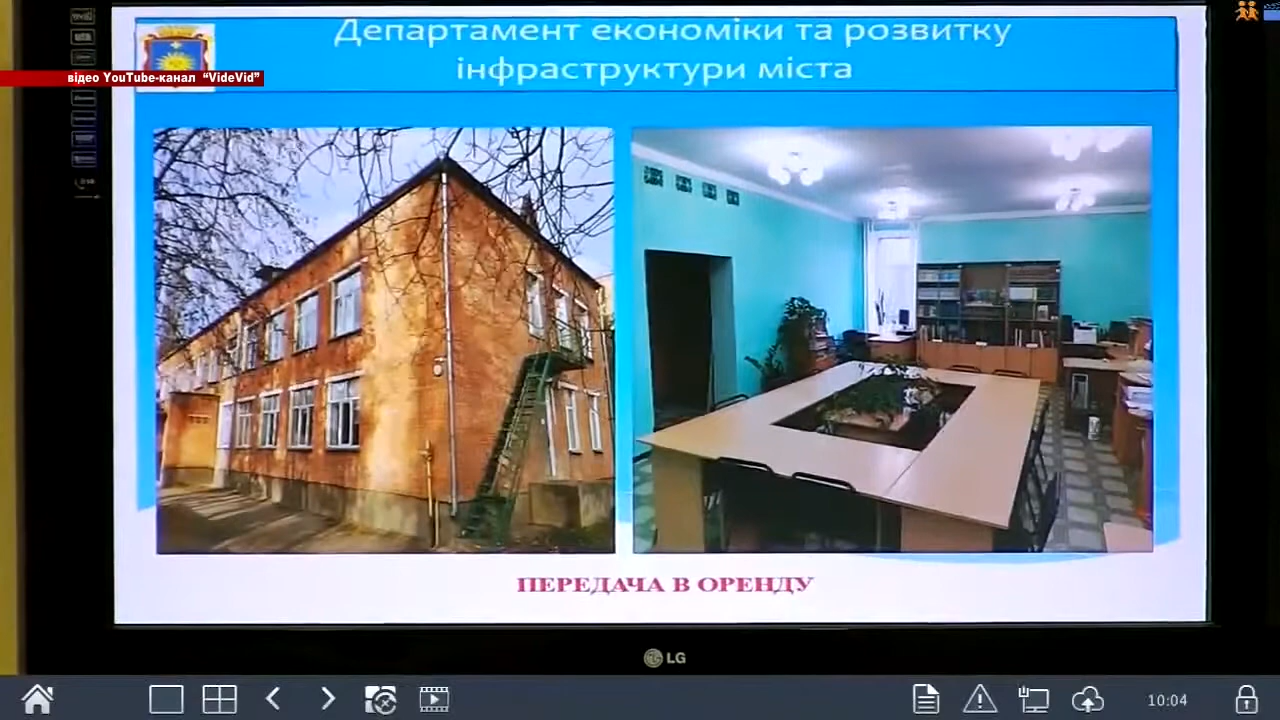 Департамент економіки та розвитку
інфраструктури міста
відео YouTube-канал "VideVid"
ПЕРЕДАЧА В ОРЕНДУ
LG
10:04